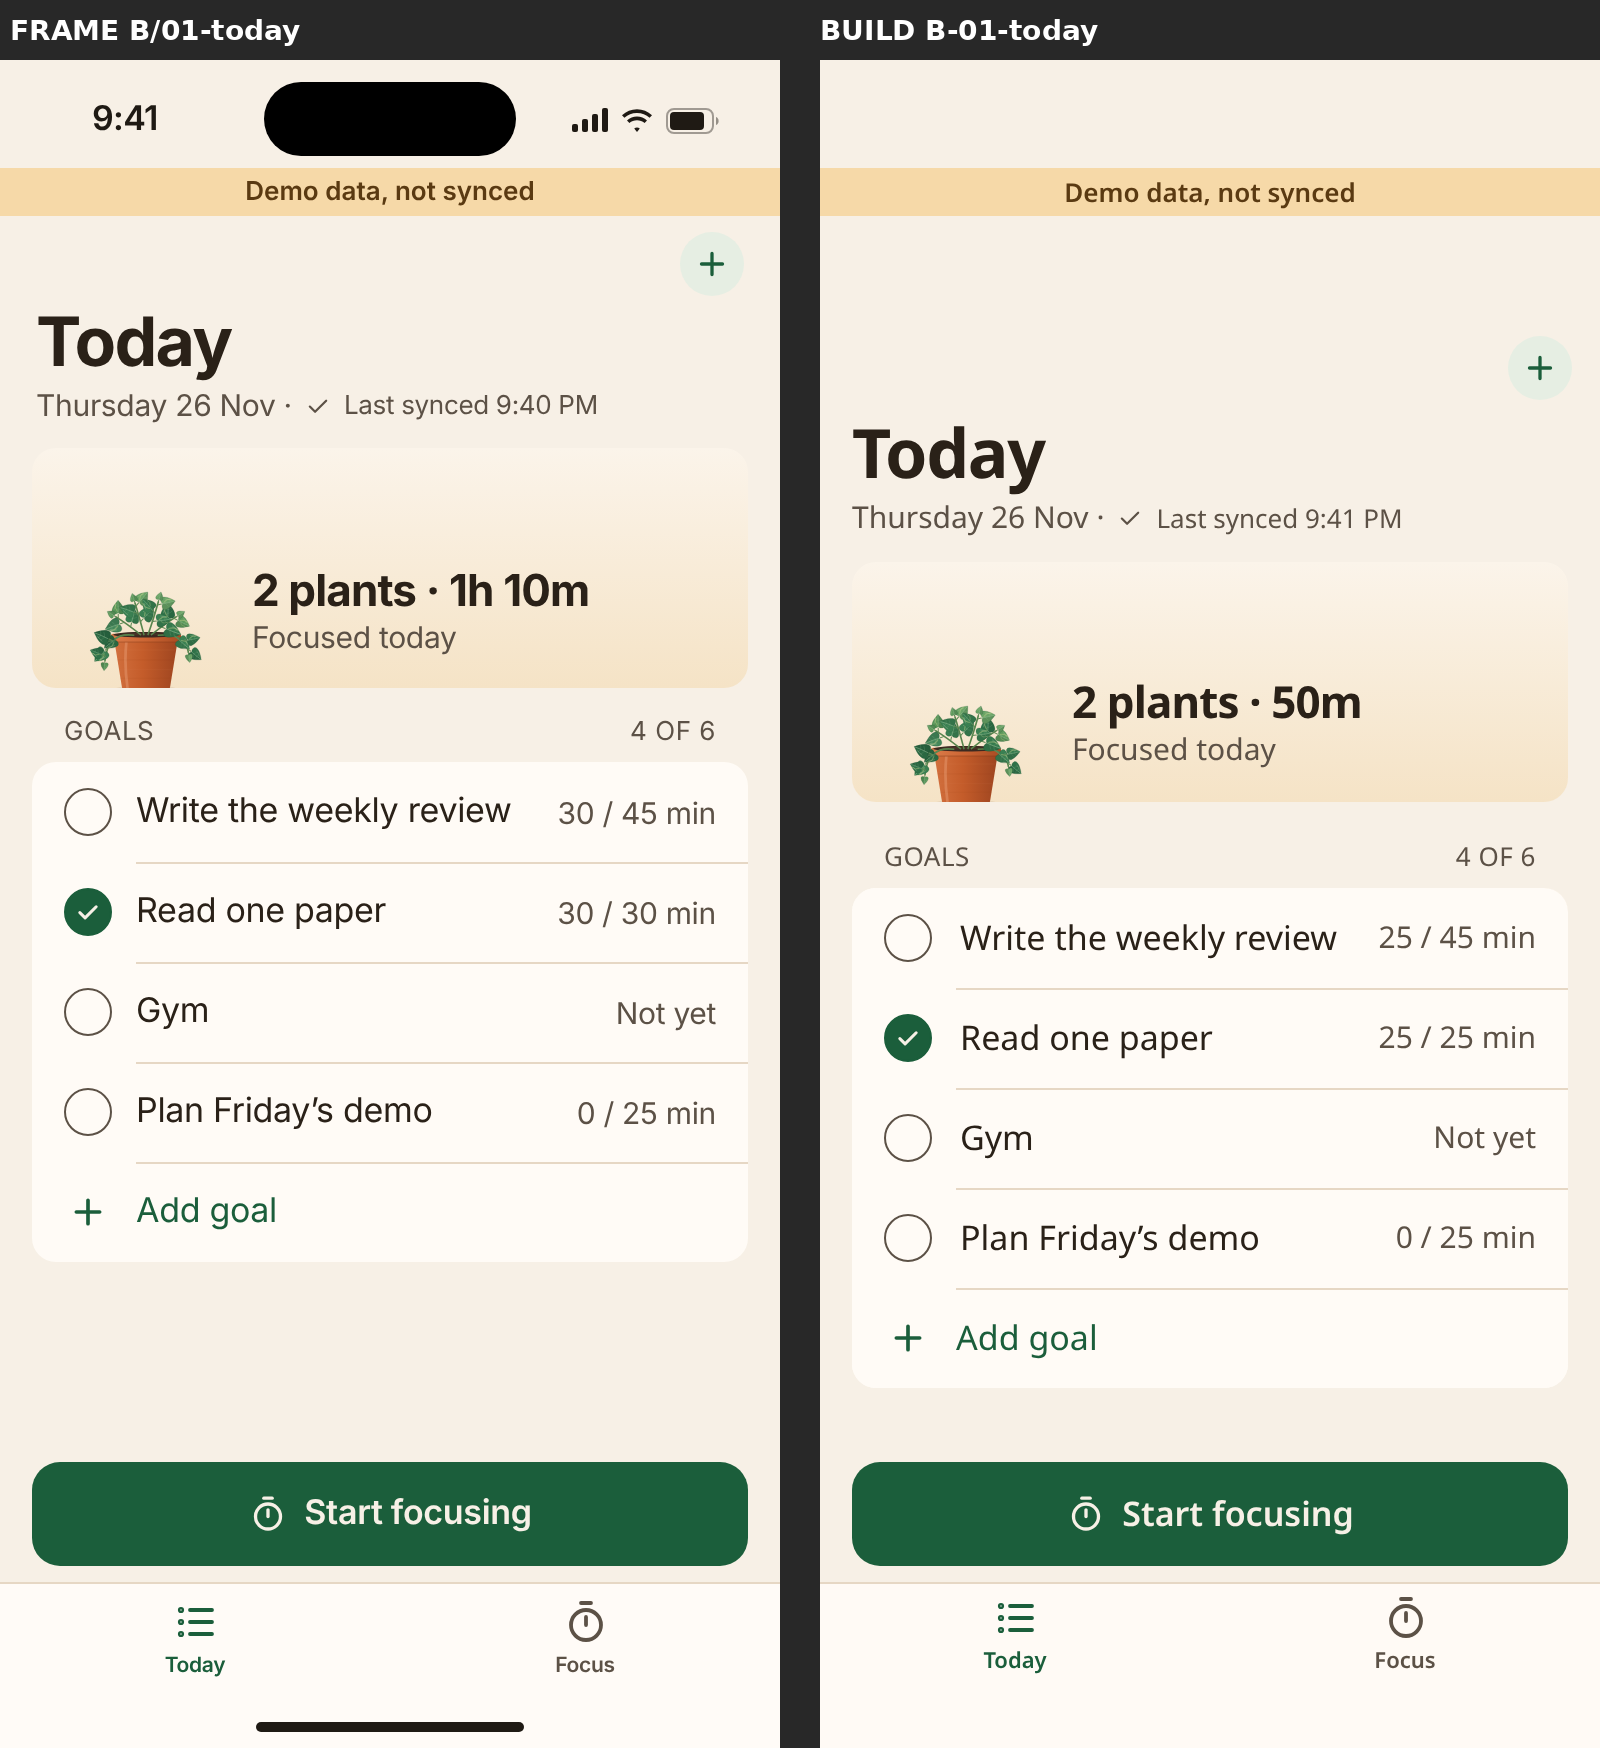 FRAME B/01-today
9:41
Demo data, not synced
Today
Thursday 26 Nov · Last synced 9:40 PM
2 plants · 1h 10m
Focused today
GOALS 4 OF 6
Write the weekly review 30 / 45 min
Read one paper 30 / 30 min
Gym Not yet
Plan Friday’s demo 0 / 25 min
Add goal
Start focusing
Today Focus
BUILD B-01-today
Demo data, not synced
Today
Thursday 26 Nov · Last synced 9:41 PM
2 plants · 50m
Focused today
GOALS 4 OF 6
Write the weekly review 25 / 45 min
Read one paper 25 / 25 min
Gym Not yet
Plan Friday’s demo 0 / 25 min
Add goal
Start focusing
Today Focus